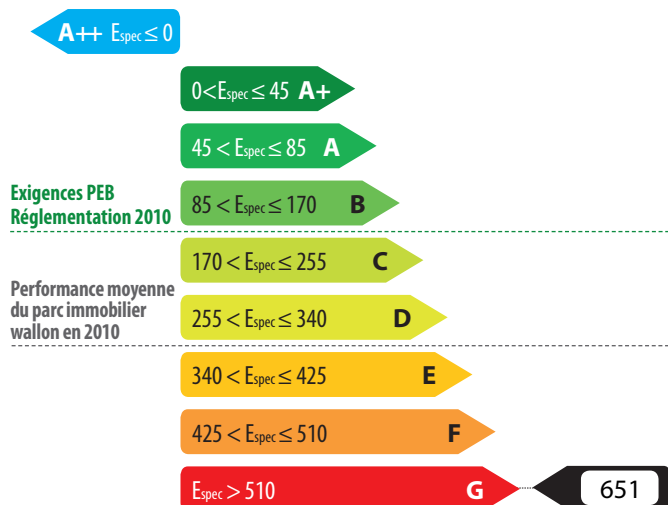 A++ Espec ≤ 0
0<Espec ≤ 45 A+
45 < Espec ≤ 85 A
Exigences PEB
Réglementation 2010
85 < Espec ≤ 170 B
170 < Espec ≤ 255 C
Performance moyenne
du parc immobilier
wallon en 2010
255 < Espec ≤ 340 D
340 < Espec ≤ 425 E
425 < Espec ≤ 510 F
Espec > 510 G 651